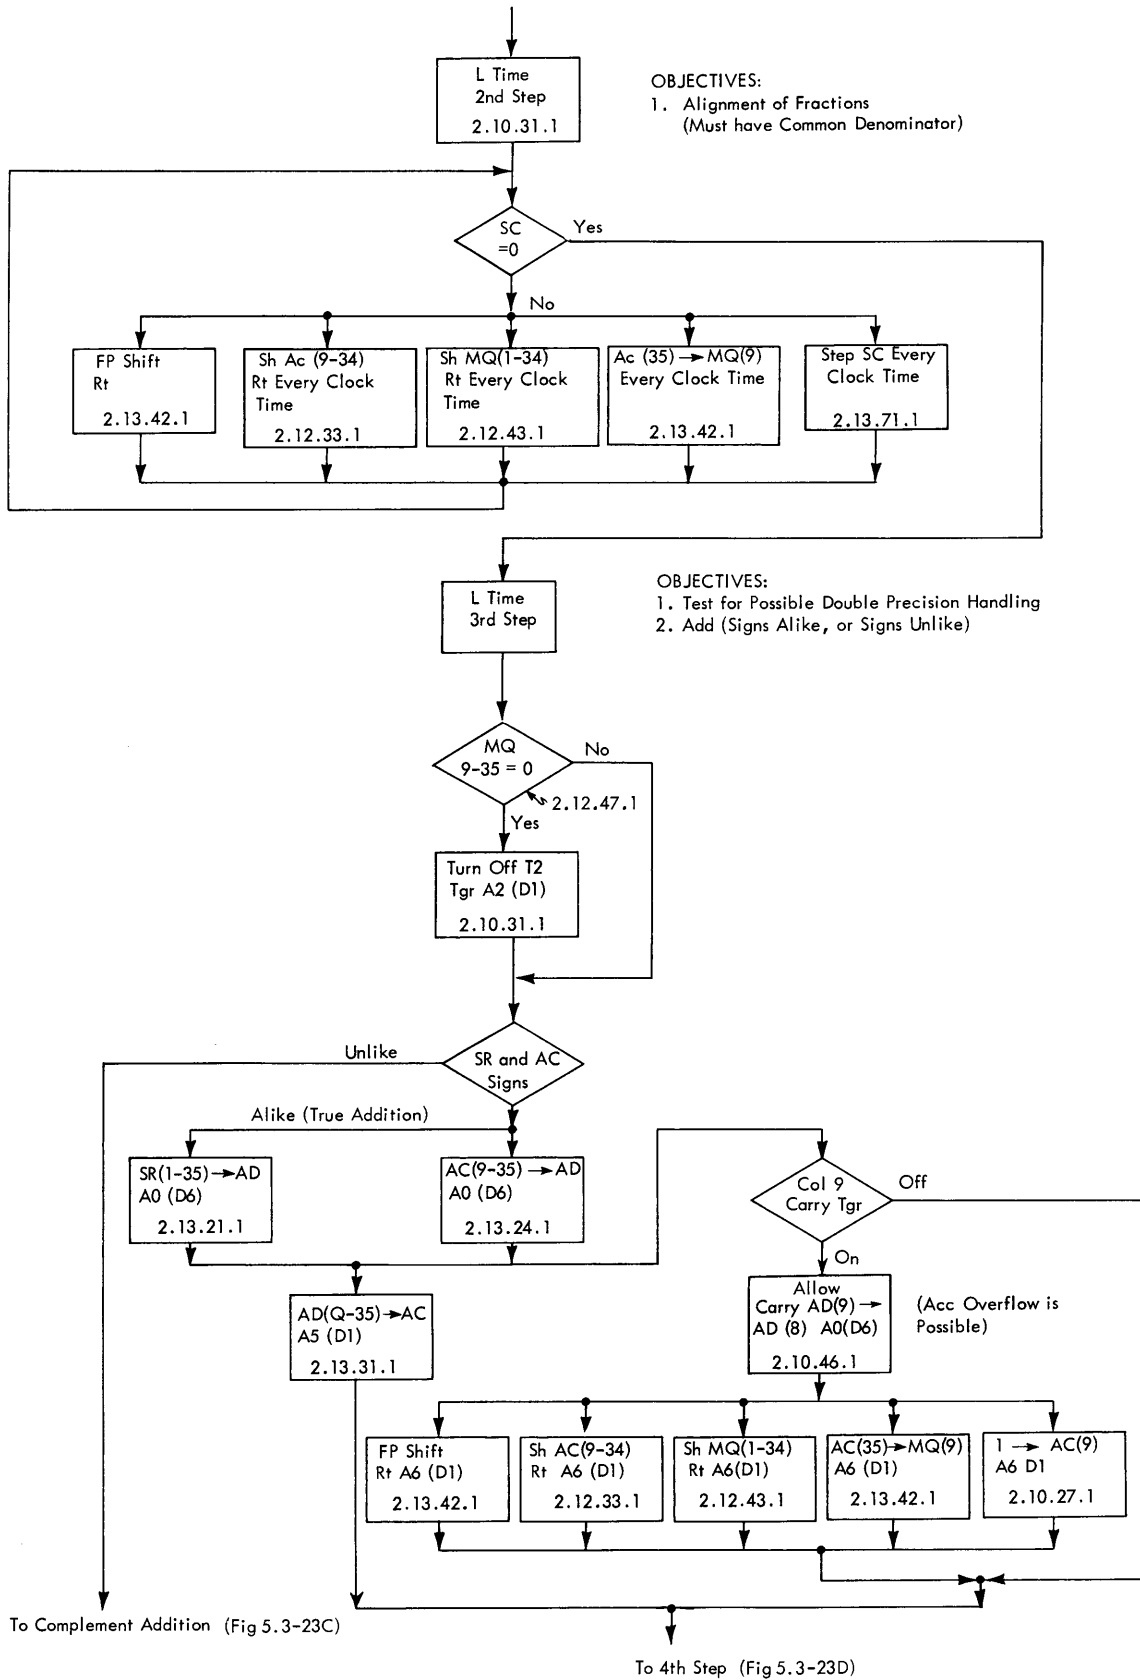 L Time
2nd Step
2.10.31.1
OBJECTIVES:
1. Alignment of Fractions
(Must have Common Denominator)
SC
=0
Yes
No
FP Shift
Rt
2.13.42.1
Sh Ac (9-34)
Rt Every Clock
Time
2.12.33.1
Sh MQ(1-34)
Rt Every Clock
Time
2.12.43.1
Ac (35) → MQ(9)
Every Clock Time
2.13.42.1
Step SC Every
Clock Time
2.13.71.1
L Time
3rd Step
OBJECTIVES:
1. Test for Possible Double Precision Handling
2. Add (Signs Alike, or Signs Unlike)
MQ
9-35 = 0
No
2.12.47.1
Yes
Turn Off T2
Tgr A2 (D1)
2.10.31.1
SR and AC
Signs
Unlike
Alike (True Addition)
SR(1-35) → AD
A0 (D6)
2.13.21.1
AC(9-35) → AD
A0 (D6)
2.13.24.1
Col 9
Carry Tgr
Off
On
AD(Q-35) → AC
A5 (D1)
2.13.31.1
Allow
Carry AD(9) →
AD (8) A0(D6)
2.10.46.1
(Acc Overflow is
Possible)
FP Shift
Rt A6 (D1)
2.13.42.1
Sh AC(9-34)
Rt A6 (D1)
2.12.33.1
Sh MQ(1-34)
Rt A6(D1)
2.12.43.1
AC(35) → MQ(9)
A6 (D1)
2.13.42.1
1 → AC(9)
A6 D1
2.10.27.1
To Complement Addition (Fig 5.3-23C)
To 4th Step (Fig 5.3-23D)